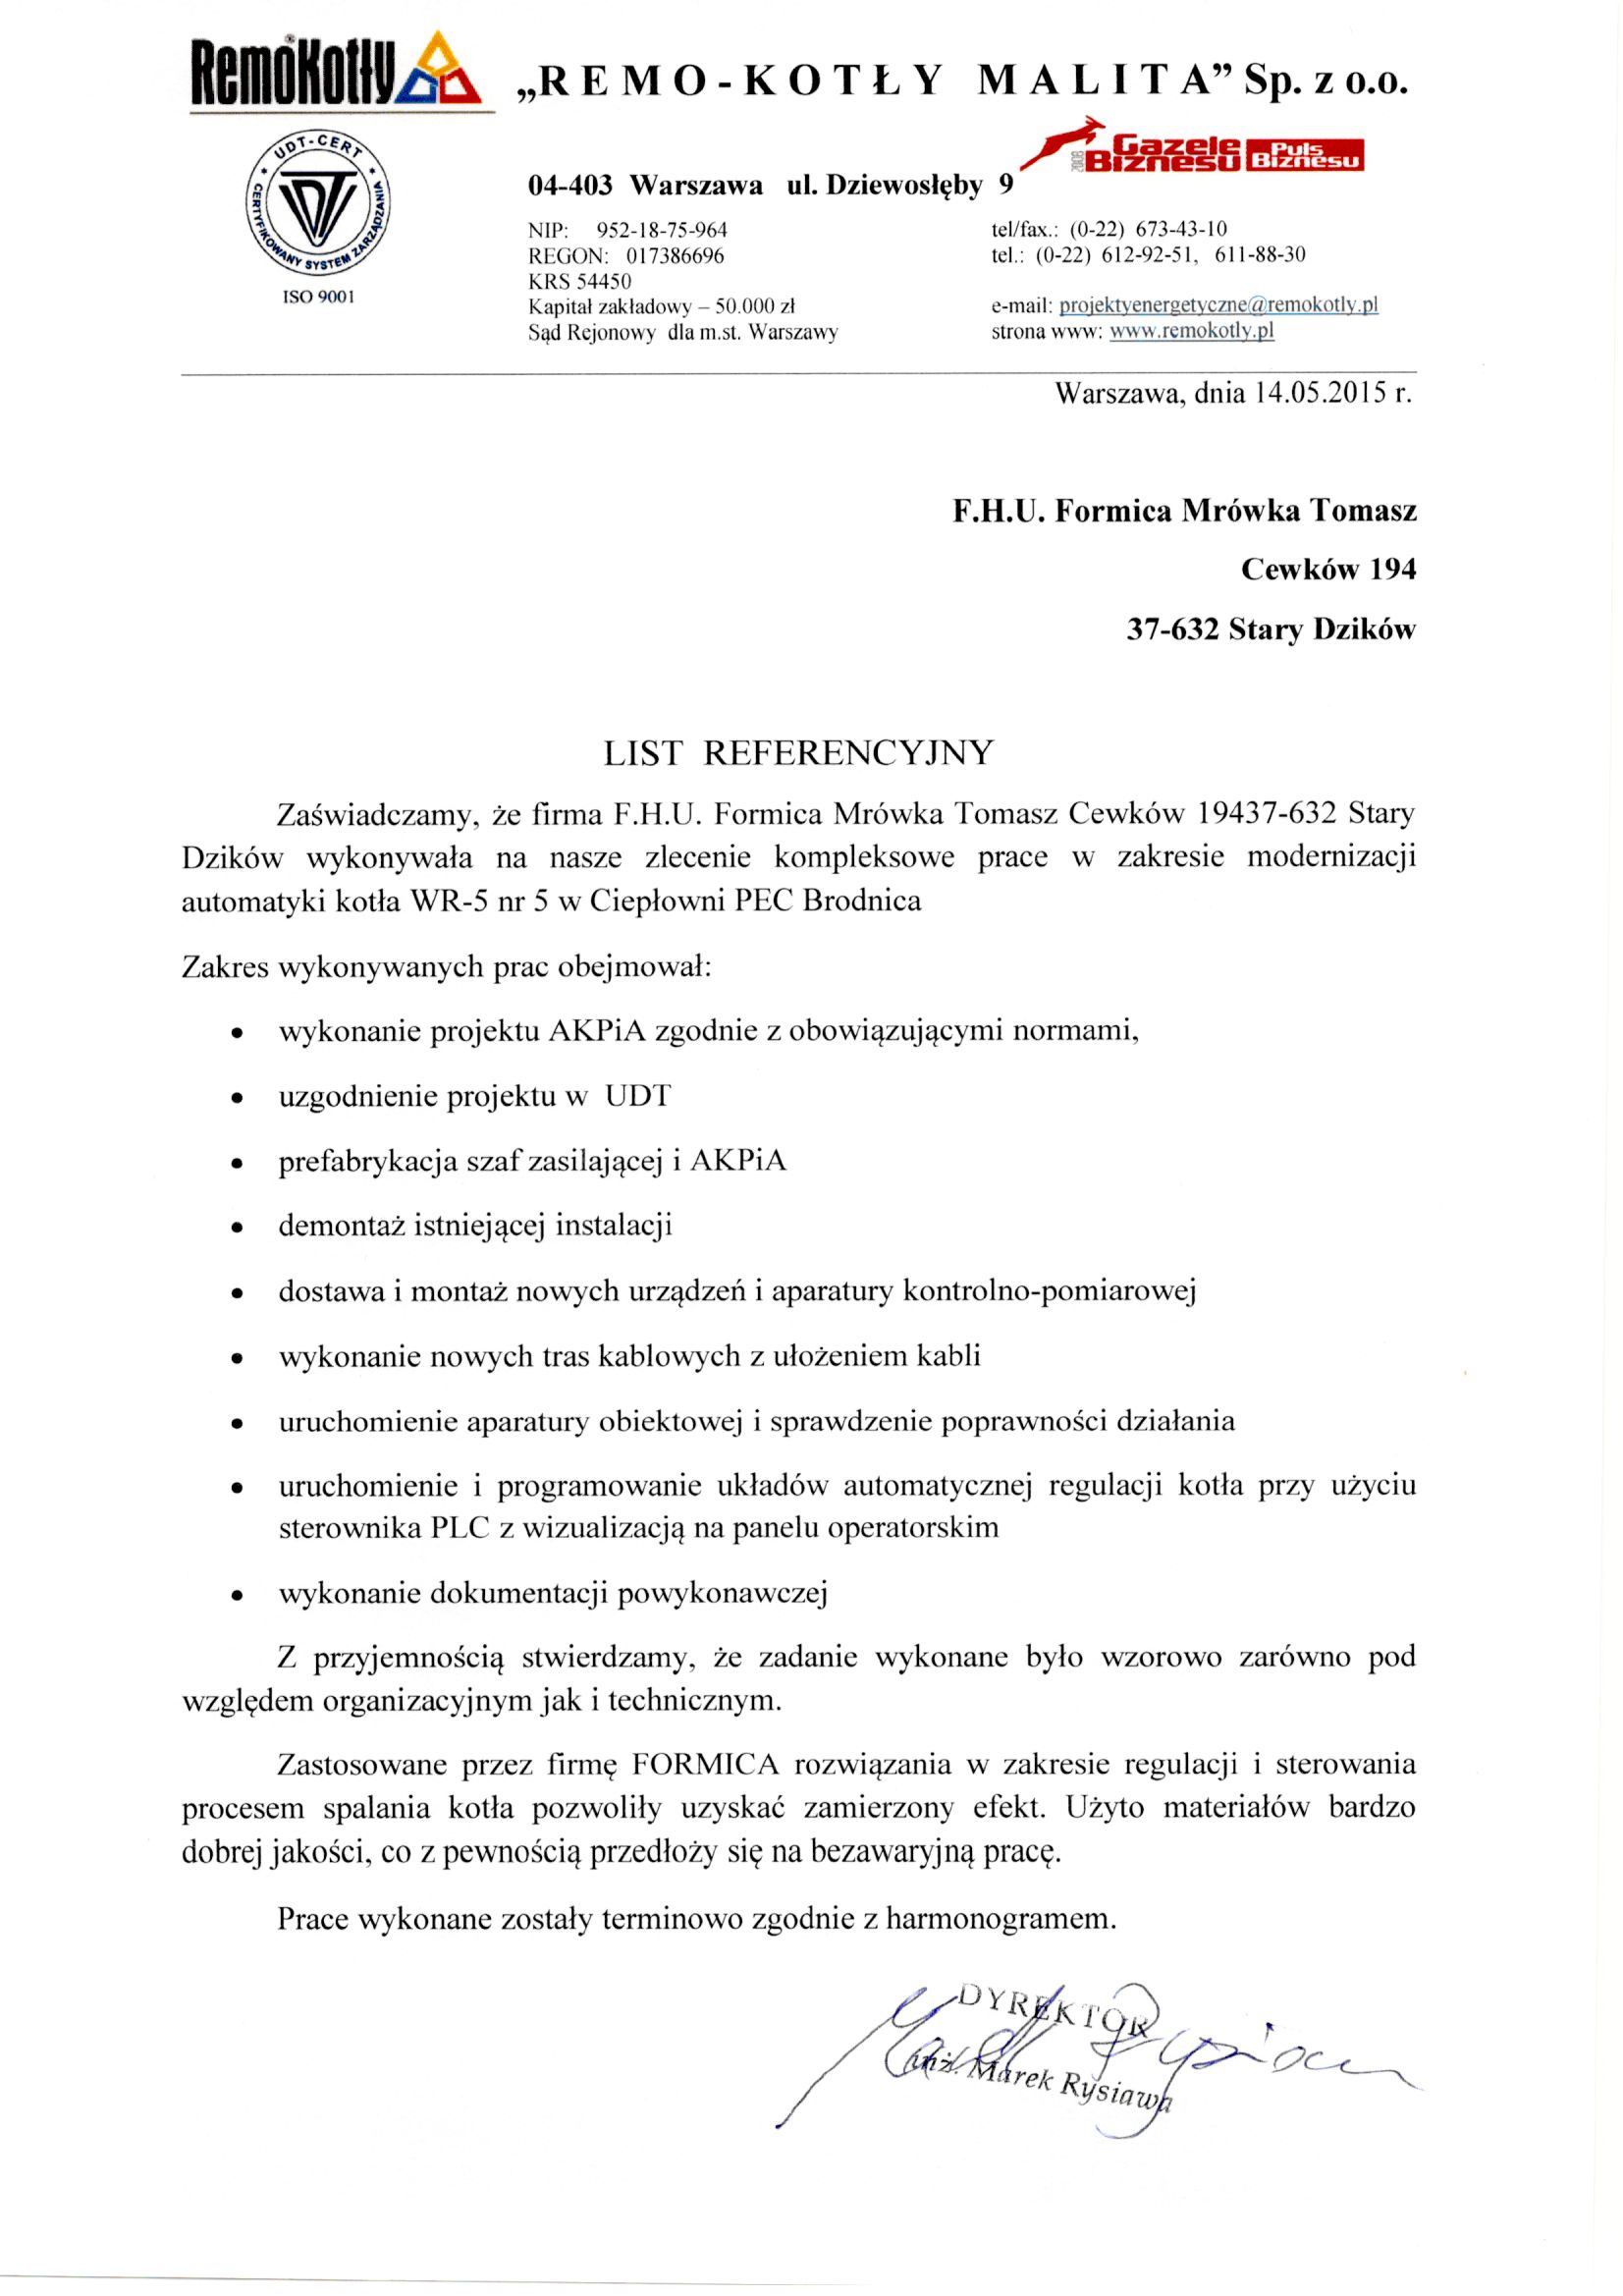 RemoKotły
„REMO-KOTŁY MALITA” Sp. z o.o.
UDT-CERT
CERTYFIKOWANY SYSTEM ZARZĄDZANIA
UDT
ISO 9001
Gazele Biznesu 2008 Puls Biznesu
04-403 Warszawa ul. Dziewosłęby 9
NIP: 952-18-75-964
REGON: 017386696
KRS 54450
Kapitał zakładowy – 50.000 zł
Sąd Rejonowy dla m.st. Warszawy
tel/fax.: (0-22) 673-43-10
tel.: (0-22) 612-92-51, 611-88-30
e-mail: projektyenergetyczne@remokotly.pl
strona www: www.remokotly.pl
Warszawa, dnia 14.05.2015 r.
F.H.U. Formica Mrówka Tomasz
Cewków 194
37-632 Stary Dzików
LIST REFERENCYJNY
Zaświadczamy, że firma F.H.U. Formica Mrówka Tomasz Cewków 19437-632 Stary
Dzików wykonywała na nasze zlecenie kompleksowe prace w zakresie modernizacji
automatyki kotła WR-5 nr 5 w Ciepłowni PEC Brodnica
Zakres wykonywanych prac obejmował:
• wykonanie projektu AKPiA zgodnie z obowiązującymi normami,
• uzgodnienie projektu w UDT
• prefabrykacja szaf zasilającej i AKPiA
• demontaż istniejącej instalacji
• dostawa i montaż nowych urządzeń i aparatury kontrolno-pomiarowej
• wykonanie nowych tras kablowych z ułożeniem kabli
• uruchomienie aparatury obiektowej i sprawdzenie poprawności działania
• uruchomienie i programowanie układów automatycznej regulacji kotła przy użyciu
sterownika PLC z wizualizacją na panelu operatorskim
• wykonanie dokumentacji powykonawczej
Z przyjemnością stwierdzamy, że zadanie wykonane było wzorowo zarówno pod
względem organizacyjnym jak i technicznym.
Zastosowane przez firmę FORMICA rozwiązania w zakresie regulacji i sterowania
procesem spalania kotła pozwoliły uzyskać zamierzony efekt. Użyto materiałów bardzo
dobrej jakości, co z pewnością przedłoży się na bezawaryjną pracę.
Prace wykonane zostały terminowo zgodnie z harmonogramem.
DYREKTOR
inż. Marek Rysiawa